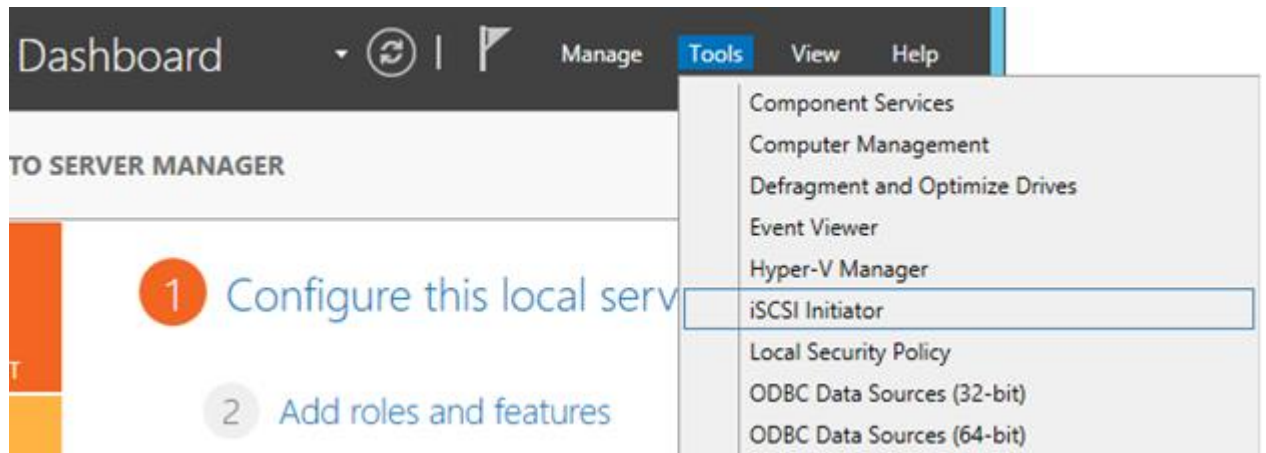 Dashboard
Manage
Tools
View
Help
TO SERVER MANAGER
1 Configure this local serv
2 Add roles and features
T
Component Services
Computer Management
Defragment and Optimize Drives
Event Viewer
Hyper-V Manager
iSCSI Initiator
Local Security Policy
ODBC Data Sources (32-bit)
ODBC Data Sources (64-bit)